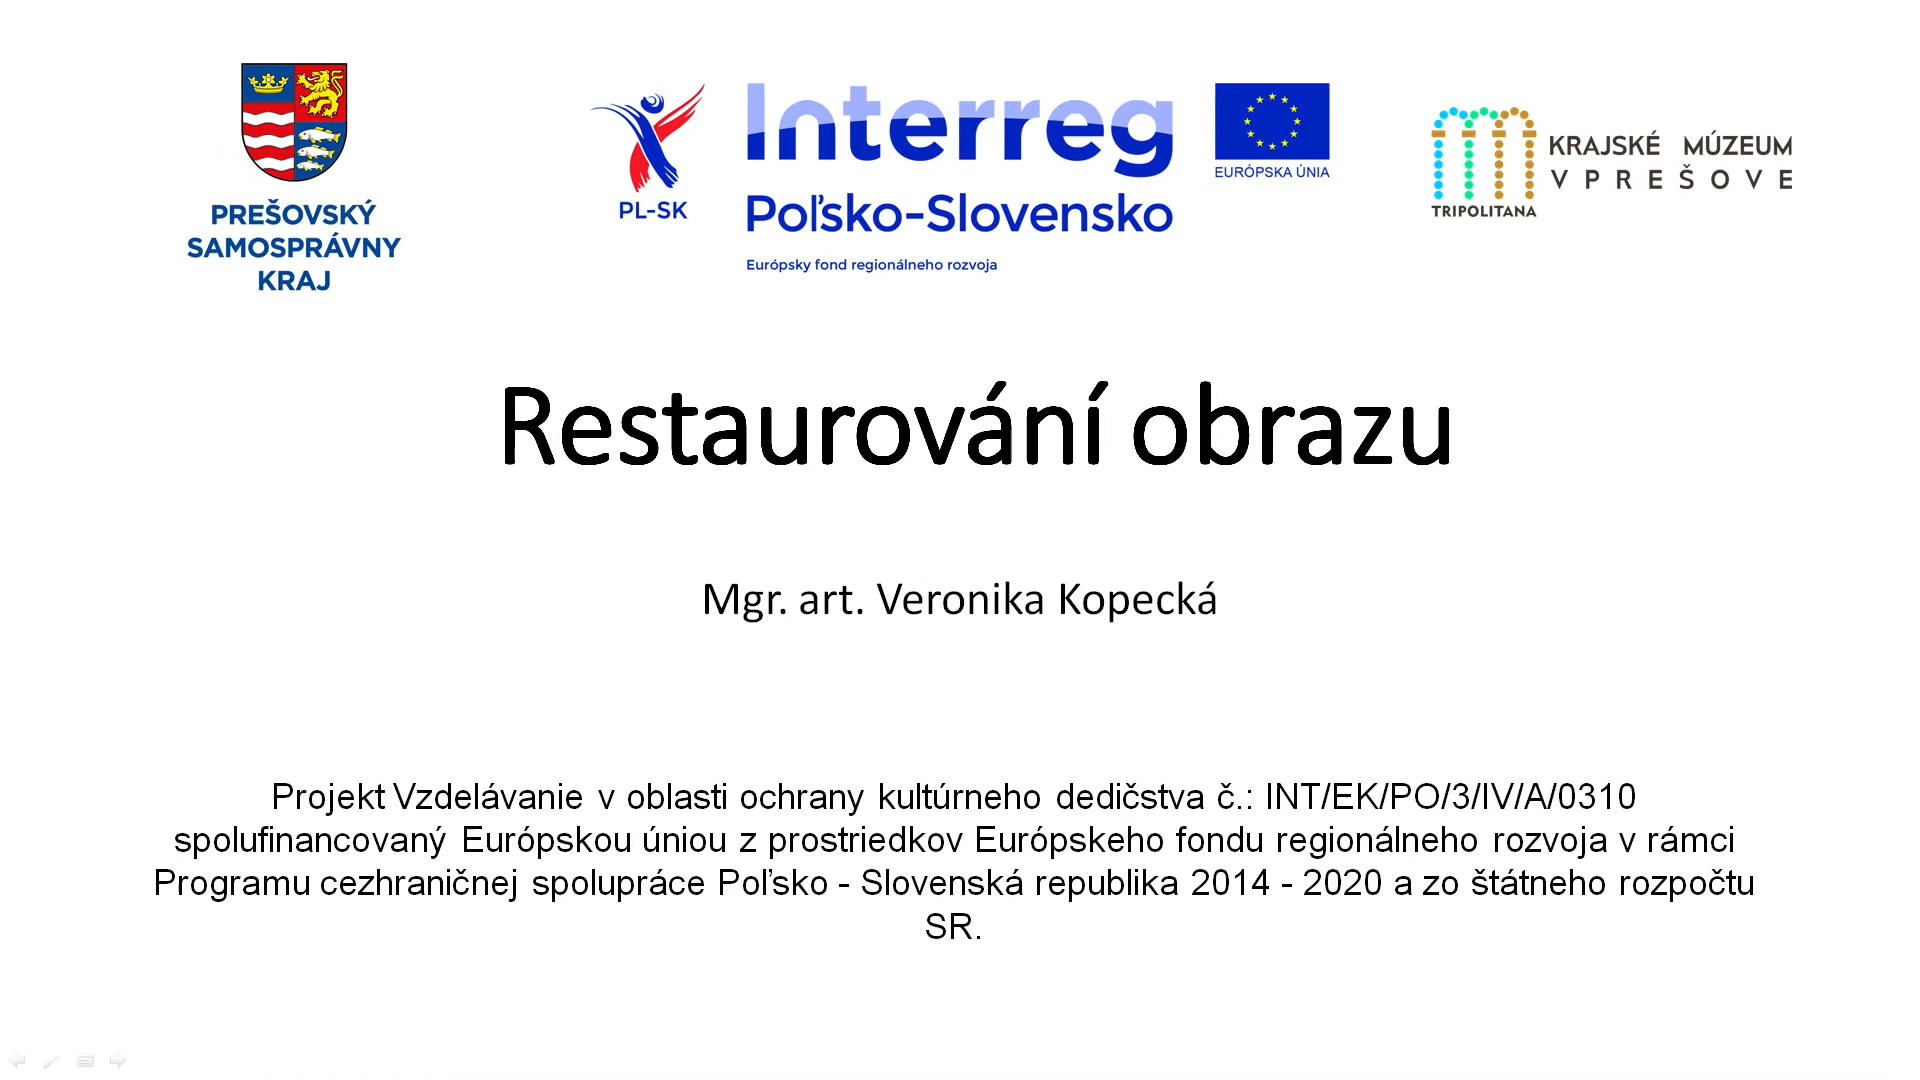 PREŠOVSKÝ
SAMOSPRÁVNY
KRAJ
PL-SK
Interreg
Poľsko-Slovensko
Európsky fond regionálneho rozvoja
EURÓPSKA ÚNIA
TRIPOLITANA
KRAJSKÉ MÚZEUM
V PREŠOVE
Restaurování obrazu
Mgr. art. Veronika Kopecká
Projekt Vzdelávanie v oblasti ochrany kultúrneho dedičstva č.: INT/EK/PO/3/IV/A/0310
spolufinancovaný Európskou úniou z prostriedkov Európskeho fondu regionálneho rozvoja v rámci
Programu cezhraničnej spolupráce Poľsko - Slovenská republika 2014 - 2020 a zo štátneho rozpočtu
SR.